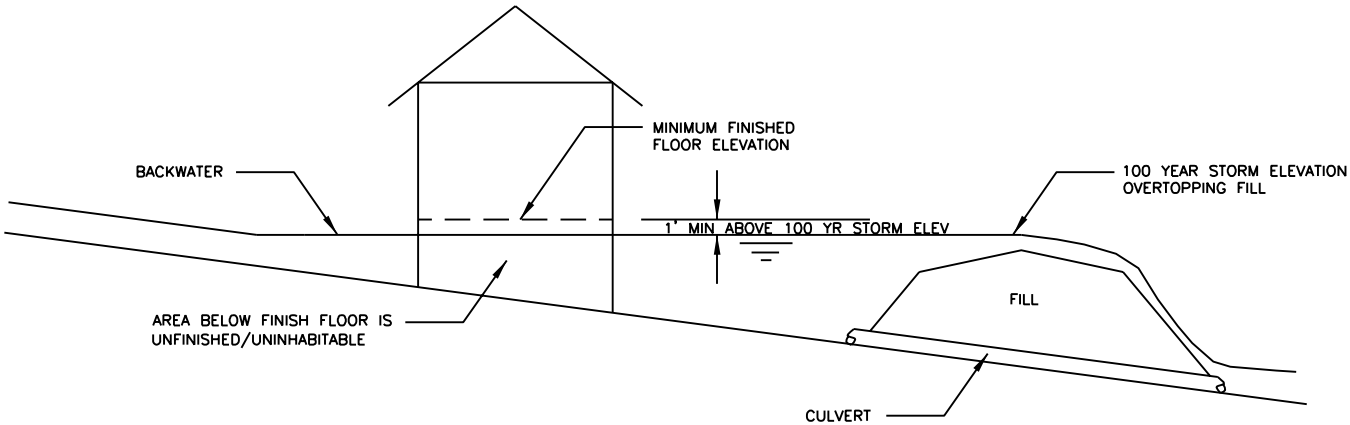 MINIMUM FINISHED
FLOOR ELEVATION
BACKWATER
100 YEAR STORM ELEVATION
OVERTOPPING FILL
1' MIN ABOVE 100 YR STORM ELEV
FILL
AREA BELOW FINISH FLOOR IS
UNFINISHED/UNINHABITABLE
CULVERT